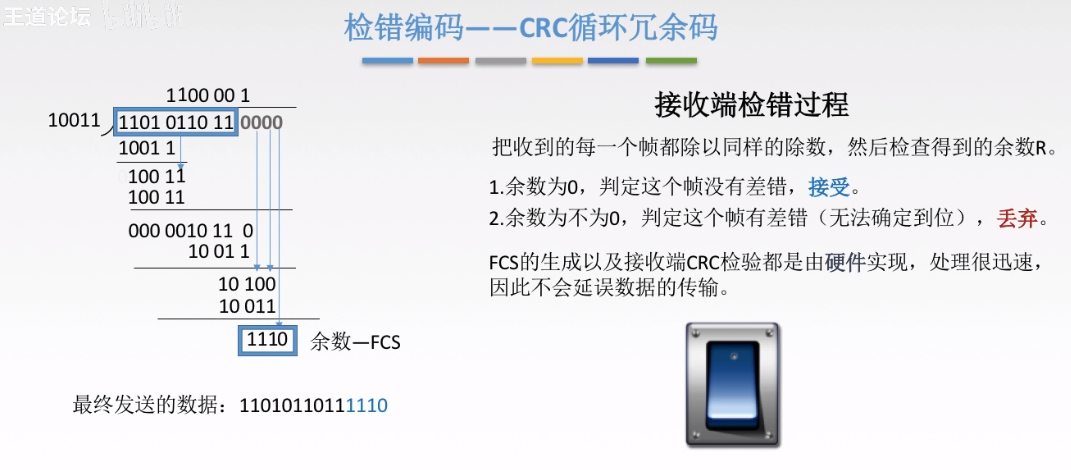 王道论坛
检错编码——CRC循环冗余码
1100 00 1
10011
1101 0110 11 0000
1001 1
100 11
100 11
000 0010 11 0
10 01 1
10 100
10 011
1110 余数—FCS
最终发送的数据：11010110111110
接收端检错过程
把收到的每一个帧都除以同样的除数，然后检查得到的余数R。
1.余数为0，判定这个帧没有差错，接受。
2.余数为不为0，判定这个帧有差错（无法确定到位），丢弃。
FCS的生成以及接收端CRC检验都是由硬件实现，处理很迅速，
因此不会延误数据的传输。